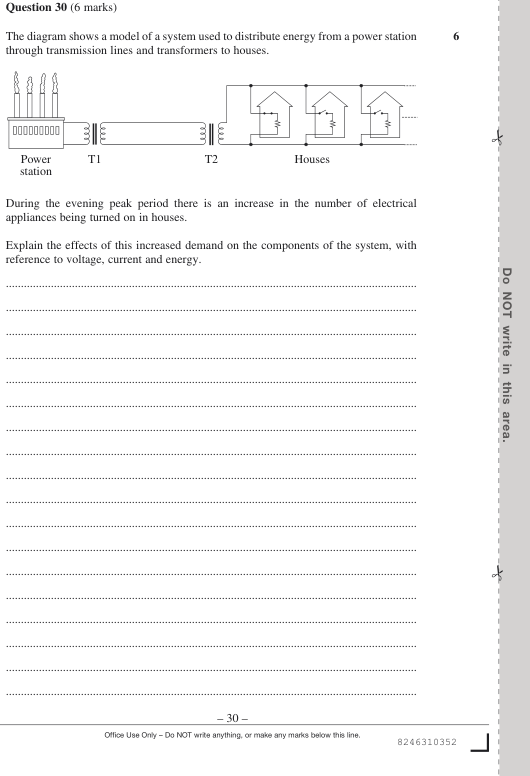 Question 30 (6 marks)
The diagram shows a model of a system used to distribute energy from a power station
through transmission lines and transformers to houses.
6
Power
station
T1
T2
Houses
During the evening peak period there is an increase in the number of electrical
appliances being turned on in houses.
Explain the effects of this increased demand on the components of the system, with
reference to voltage, current and energy.
Do NOT write in this area.
– 30 –
Office Use Only – Do NOT write anything, or make any marks below this line.
8246310352